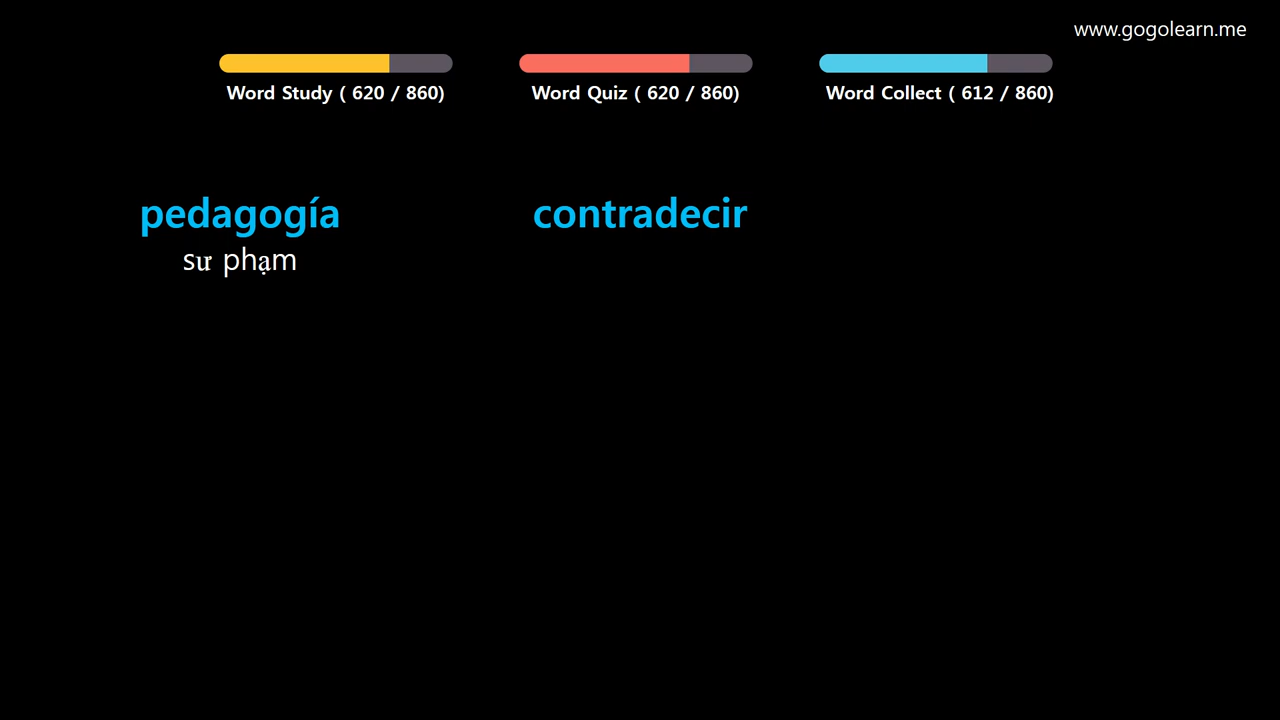 www.gogolearn.me
Word Study ( 620 / 860)
Word Quiz ( 620 / 860)
Word Collect ( 612 / 860)
pedagogía
sư phạm
contradecir